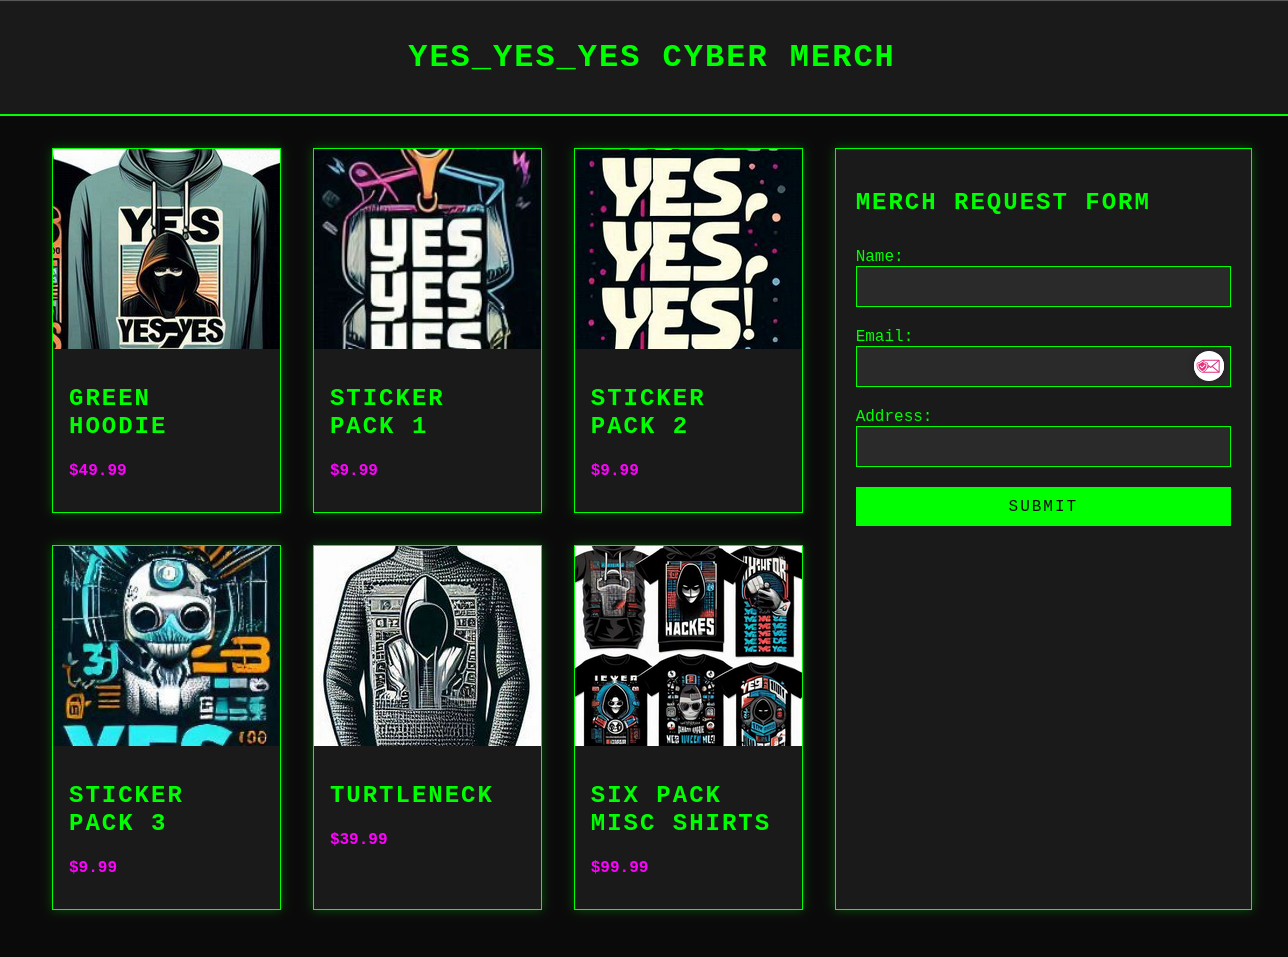 YES_YES_YES CYBER MERCH
YES
YES YES
GREEN
HOODIE
$49.99
YES
YES
YES
STICKER
PACK 1
$9.99
YES,
YES,
YES!
STICKER
PACK 2
$9.99
MERCH REQUEST FORM
Name:
Email:
Address:
SUBMIT
YES
STICKER
PACK 3
$9.99
TURTLENECK
$39.99
HACKES
SIX PACK
MISC SHIRTS
$99.99